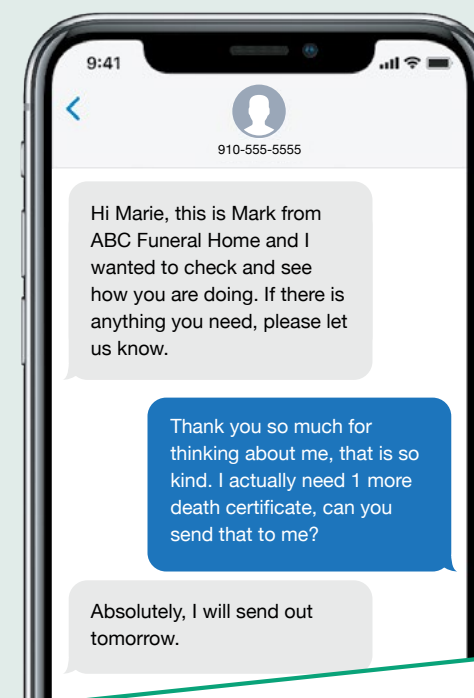 9:41
910-555-5555
Hi Marie, this is Mark from
ABC Funeral Home and I
wanted to check and see
how you are doing. If there is
anything you need, please let
us know.
Thank you so much for
thinking about me, that is so
kind. I actually need 1 more
death certificate, can you
send that to me?
Absolutely, I will send out
tomorrow.